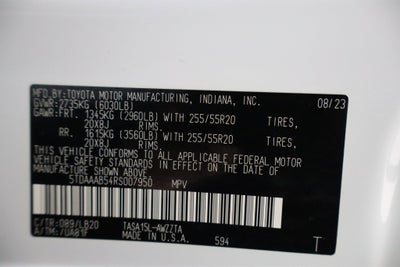 MFD.BY:TOYOTA MOTOR MANUFACTURING, INDIANA, INC. 08/23
GVWR: 2735KG (6030LB)
GAWR:FRT. 1345KG (2960LB) WITH 255/55R20 TIRES,
20X8J RIMS.
RR. 1615KG (3560LB) WITH 255/55R20 TIRES,
20X8J RIMS.
THIS VEHICLE CONFORMS TO ALL APPLICABLE FEDERAL MOTOR
VEHICLE SAFETY STANDARDS IN EFFECT ON THE DATE OF
MANUFACTURE SHOWN ABOVE.
5TDAAAB54RS007950 MPV
C/TR: 089/LB20 TASA15L-AWZZTA
A/TM: /UA81F MADE IN U.S.A. 594 T